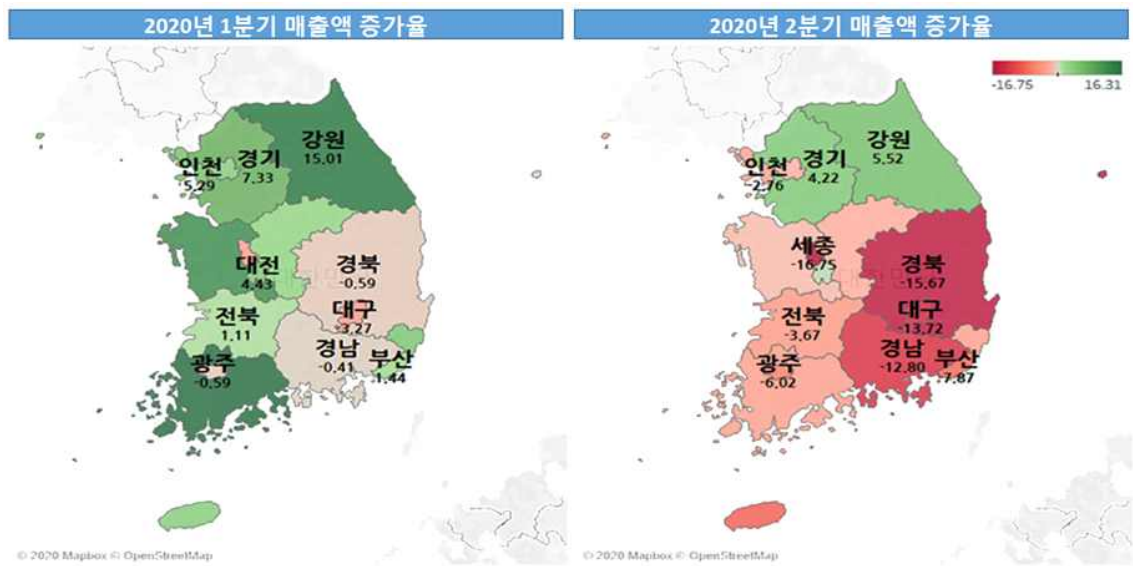 2020년 1분기 매출액 증가율
강원
15.01
인천
5.29
경기
7.33
대전
4.43
경북
-0.59
대구
-3.27
전북
1.11
경남
-0.41
부산
1.44
광주
-0.59
© 2020 Mapbox © OpenStreetMap
2020년 2분기 매출액 증가율
-16.75
16.31
강원
5.52
인천
-2.76
경기
4.22
세종
-16.75
경북
-15.67
대구
-13.72
전북
-3.67
경남
-12.80
부산
-7.87
광주
-6.02
© 2020 Mapbox © OpenStreetMap